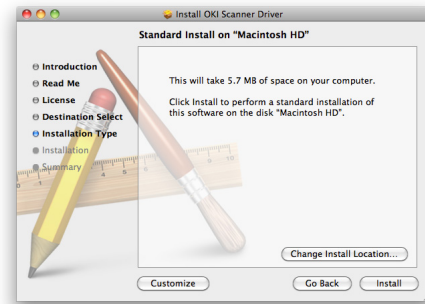 Install OKI Scanner Driver
Standard Install on “Macintosh HD”
Introduction
Read Me
License
Destination Select
Installation Type
Installation
Summary
This will take 5.7 MB of space on your computer.
Click Install to perform a standard installation of
this software on the disk “Macintosh HD”.
Change Install Location...
Customize
Go Back
Install